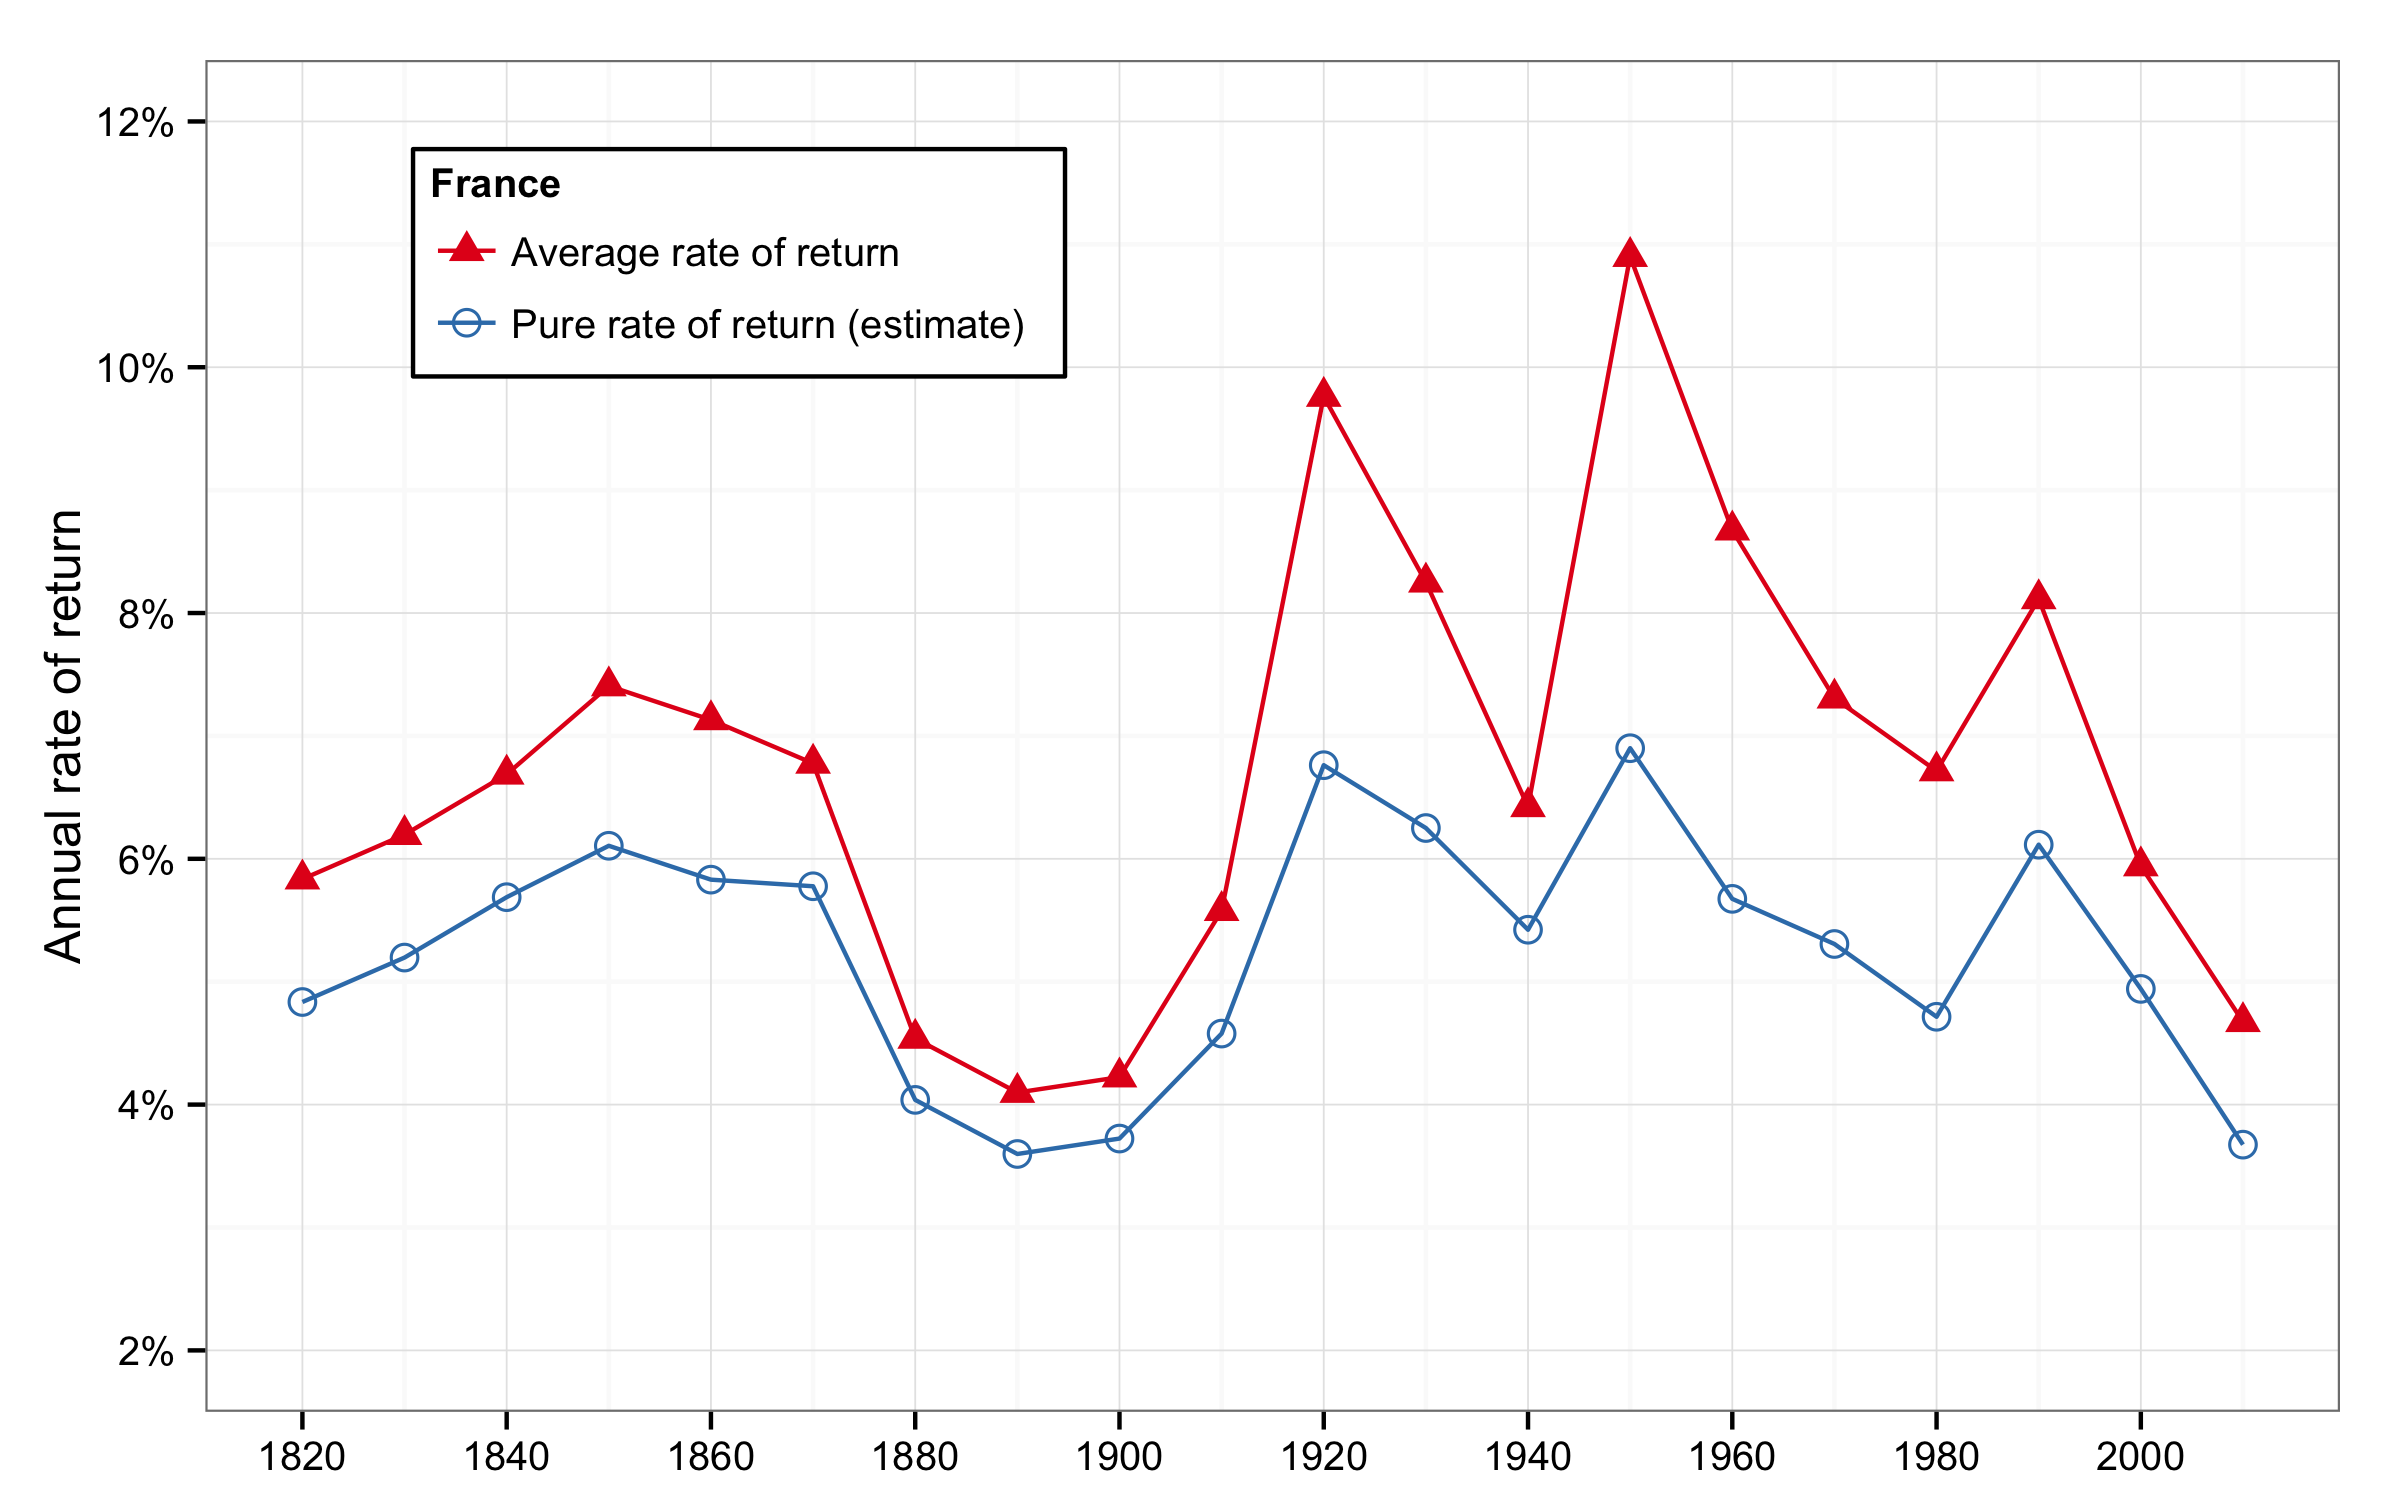 12%
10%
8%
6%
4%
2%
Annual rate of return
France
Average rate of return
Pure rate of return (estimate)
1820 1840 1860 1880 1900 1920 1940 1960 1980 2000